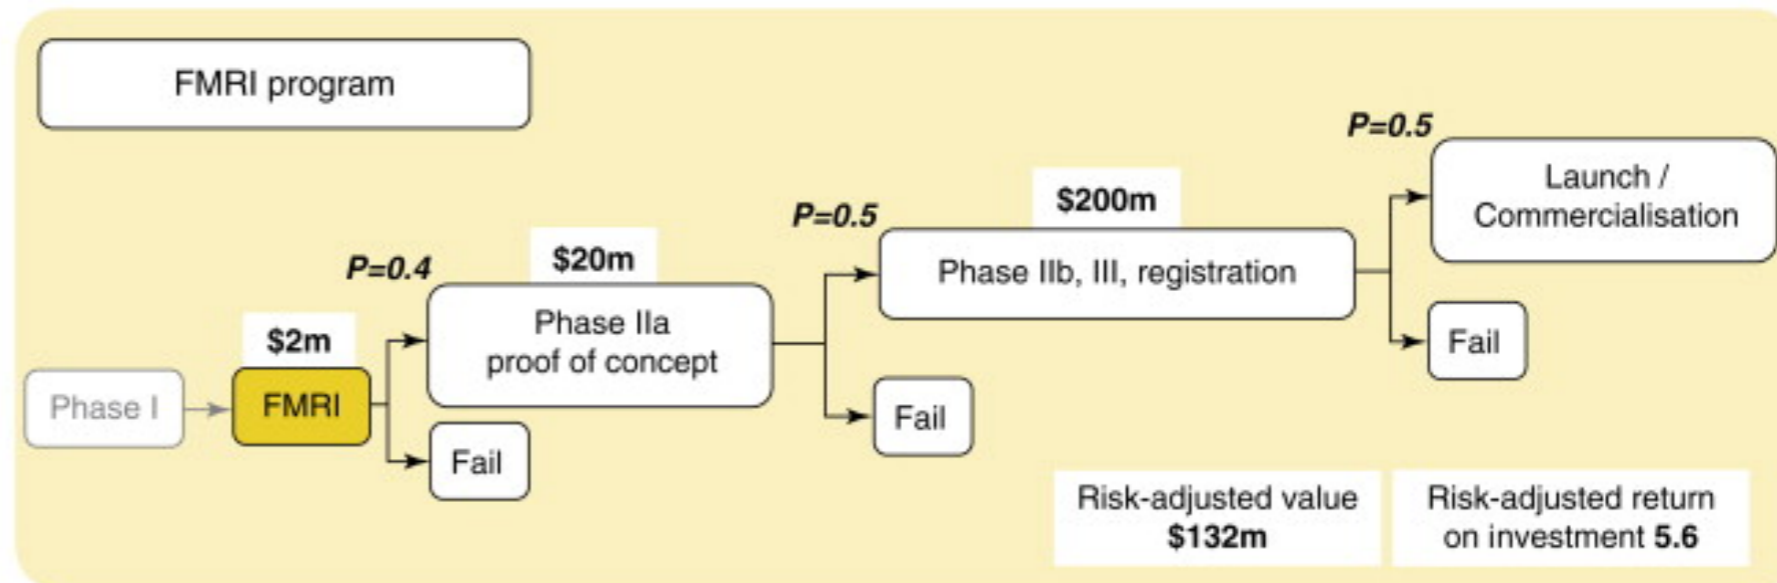 FMRI program
P=0.5
Launch /
Commercialisation
$200m
P=0.5
Phase IIb, III, registration
$20m
P=0.4
Phase IIa
proof of concept
Fail
$2m
Phase I
FMRI
Fail
Fail
Risk-adjusted value
$132m
Risk-adjusted return
on investment 5.6